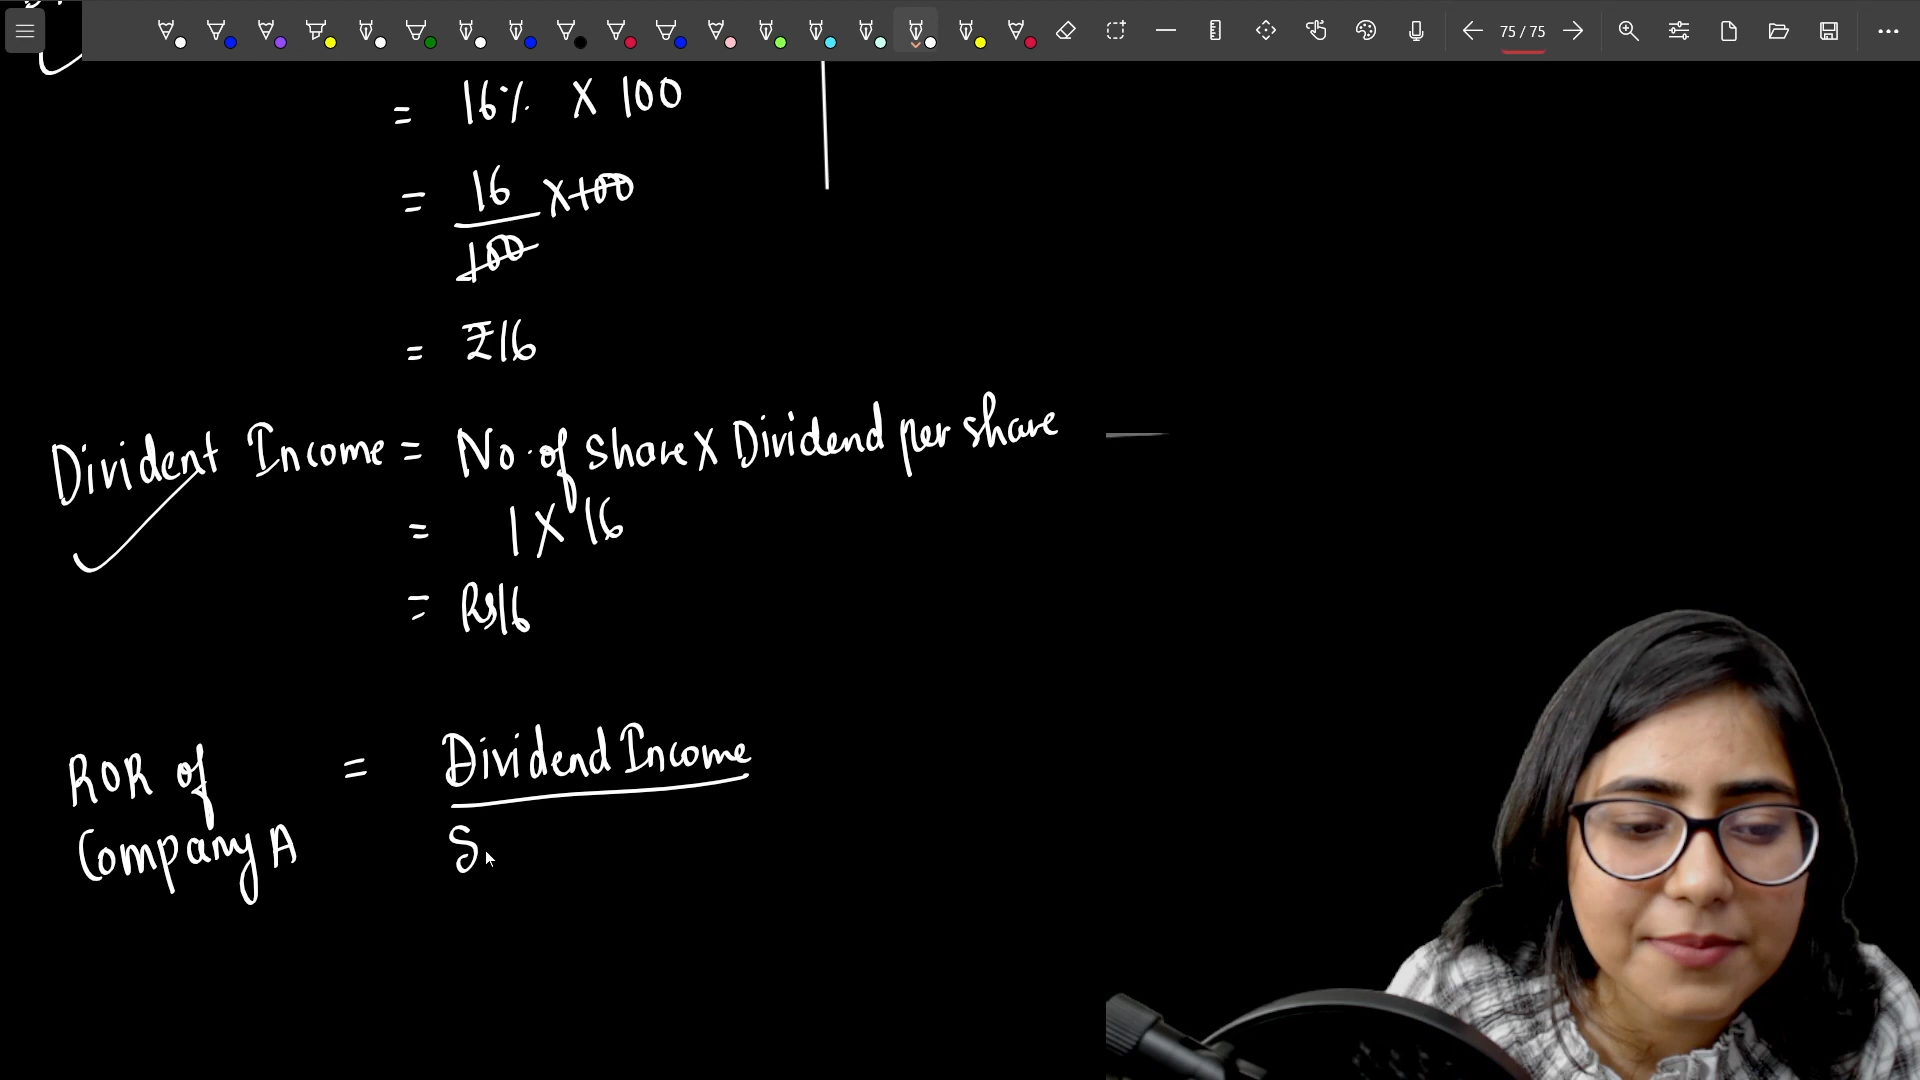 75 / 75
= 16% X 100
= 16/100 X 100
= ₹16
Divident Income = No. of Share X Dividend per share
= 1 X 16
= Rs16
ROR of Company A = Dividend Income
S